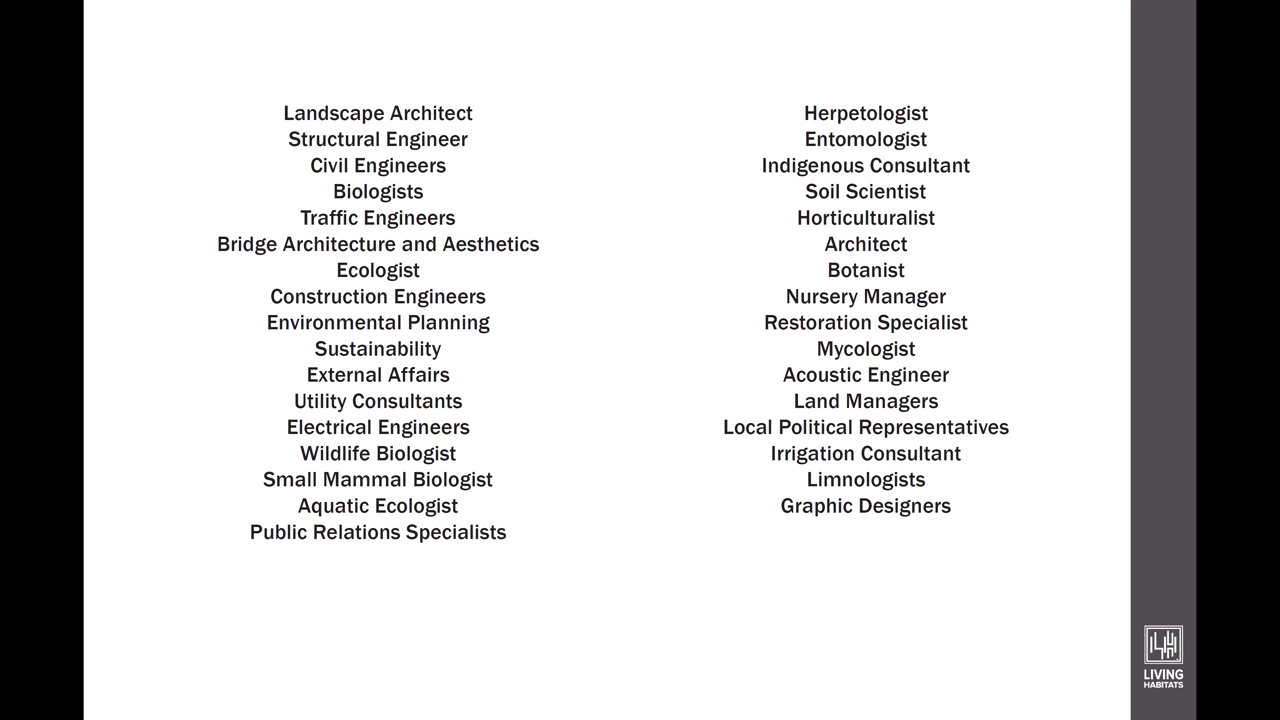 Landscape Architect
Structural Engineer
Civil Engineers
Biologists
Traffic Engineers
Bridge Architecture and Aesthetics
Ecologist
Construction Engineers
Environmental Planning
Sustainability
External Affairs
Utility Consultants
Electrical Engineers
Wildlife Biologist
Small Mammal Biologist
Aquatic Ecologist
Public Relations Specialists
Herpetologist
Entomologist
Indigenous Consultant
Soil Scientist
Horticulturalist
Architect
Botanist
Nursery Manager
Restoration Specialist
Mycologist
Acoustic Engineer
Land Managers
Local Political Representatives
Irrigation Consultant
Limnologists
Graphic Designers
LIVING
HABITATS